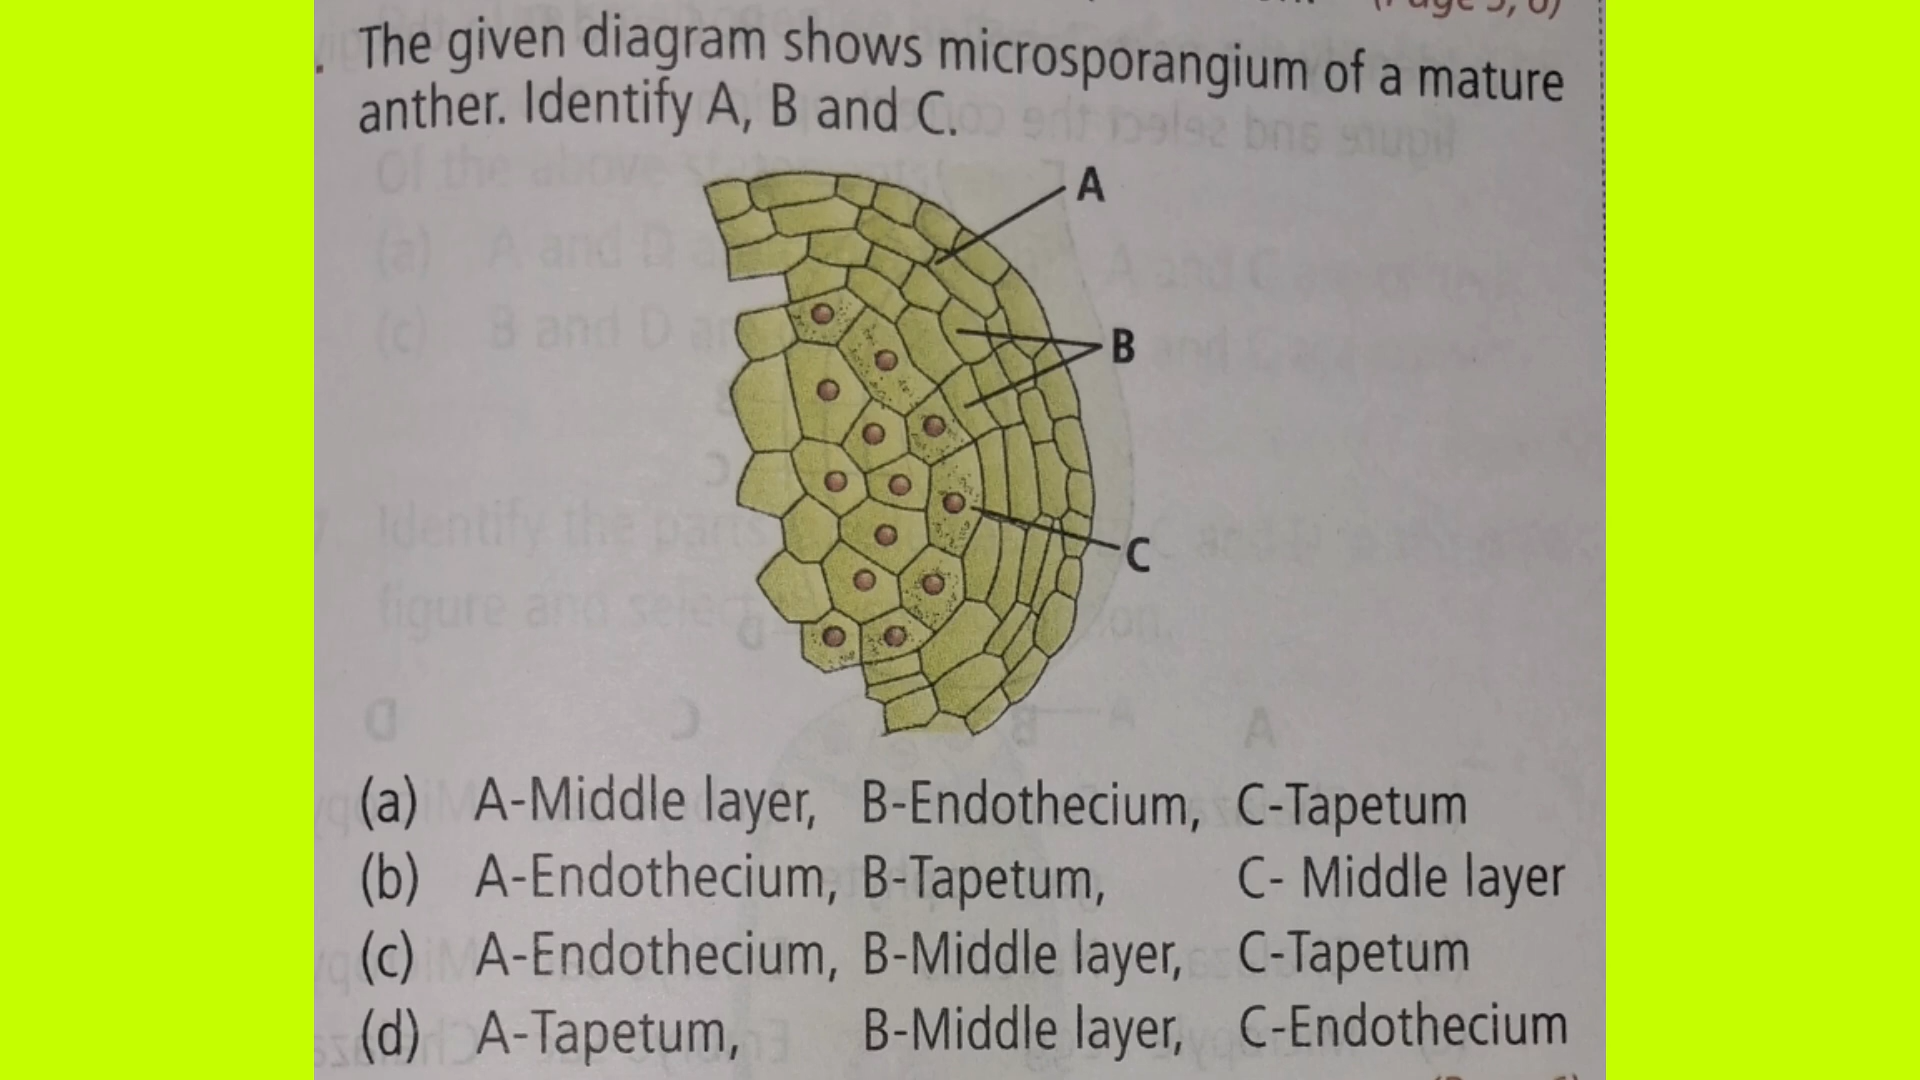 . The given diagram shows microsporangium of a mature
anther. Identify A, B and C.
A
B
C
(a) A-Middle layer, B-Endothecium, C-Tapetum
(b) A-Endothecium, B-Tapetum, C- Middle layer
(c) A-Endothecium, B-Middle layer, C-Tapetum
(d) A-Tapetum, B-Middle layer, C-Endothecium